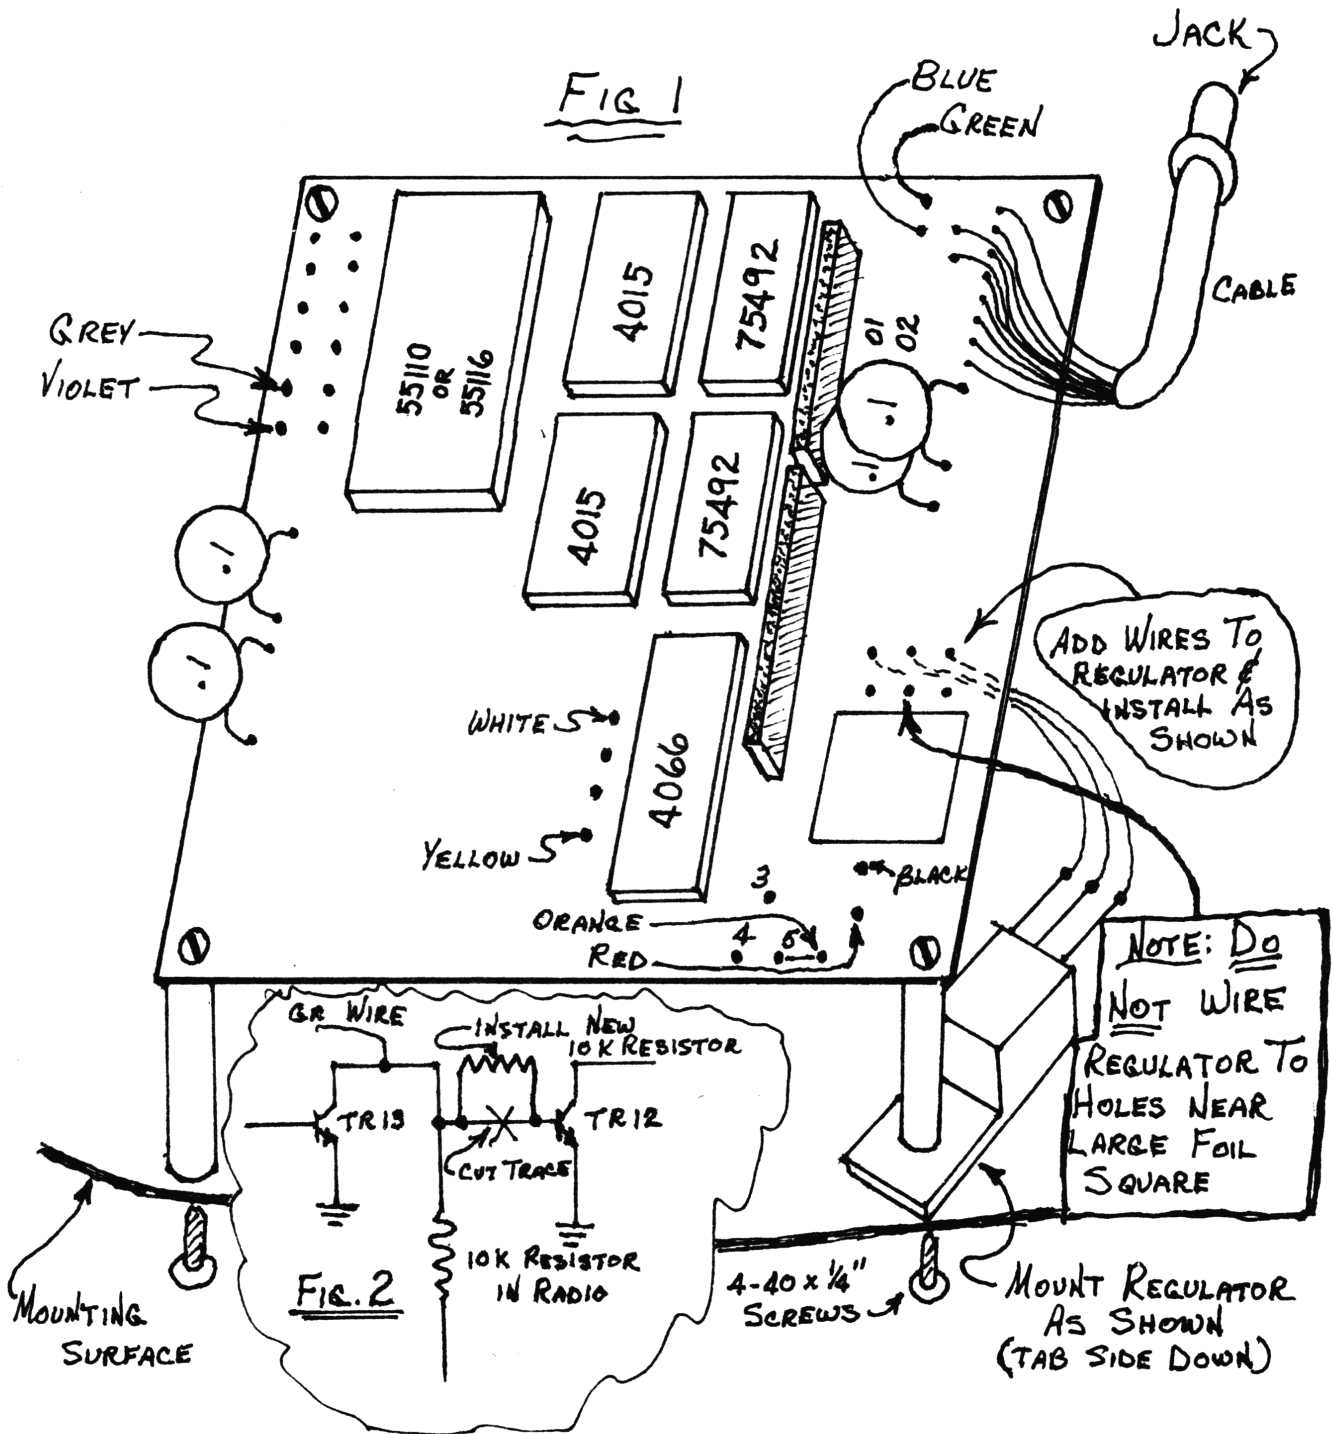 FIG 1
JACK
BLUE
GREEN
CABLE
GREY
VIOLET
55110
OR
55116
4015
75492
01
02
.1
.1
4015
75492
.1
.1
ADD WIRES TO
REGULATOR &
INSTALL AS
SHOWN
WHITE
4066
YELLOW
BLACK
3
ORANGE
4
5
RED
NOTE: DO
NOT WIRE
REGULATOR TO
HOLES NEAR
LARGE FOIL
SQUARE
GR WIRE
INSTALL NEW
10K RESISTOR
TR13
TR12
CUT TRACE
10K RESISTOR
IN RADIO
FIG. 2
MOUNTING
SURFACE
4-40 x 1/4"
SCREWS
MOUNT REGULATOR
AS SHOWN
(TAB SIDE DOWN)